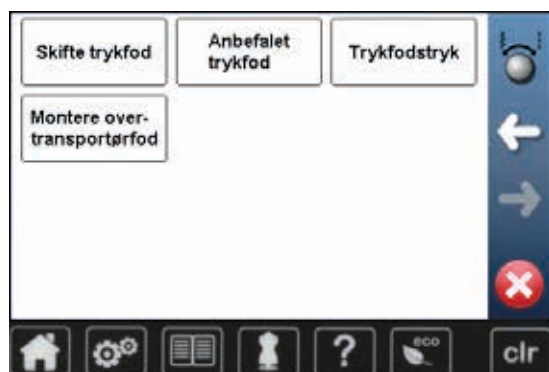 Skifte trykfod
Anbefalet
trykfod
Trykfodstryk
Montere over-
transportørfod
?
eco
clr